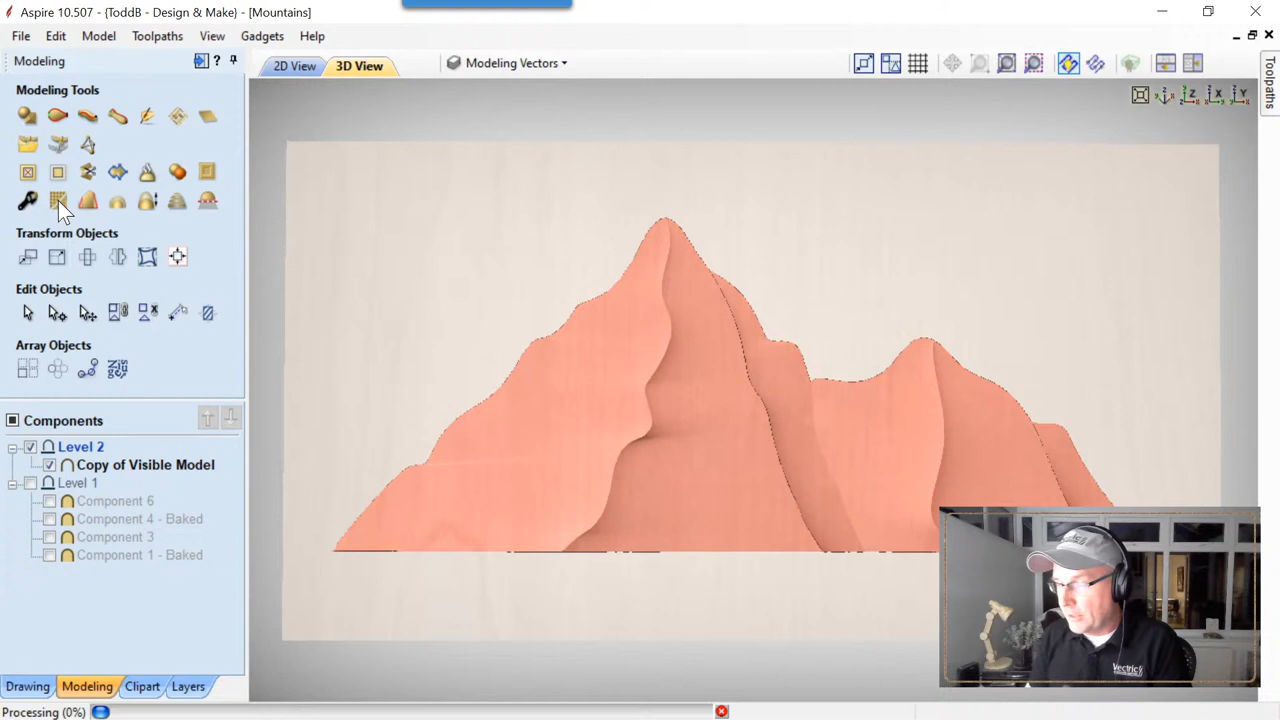 Aspire 10.507 - {ToddB - Design & Make} - [Mountains]
File Edit Model Toolpaths View Gadgets Help
Modeling ?
2D View 3D View Modeling Vectors
Toolpaths
Modeling Tools
Z X Y
Transform Objects
Edit Objects
Array Objects
Components
Level 2
Copy of Visible Model
Level 1
Component 6
Component 4 - Baked
Component 3
Component 1 - Baked
Vectric
Drawing Modeling Clipart Layers
Processing (0%)